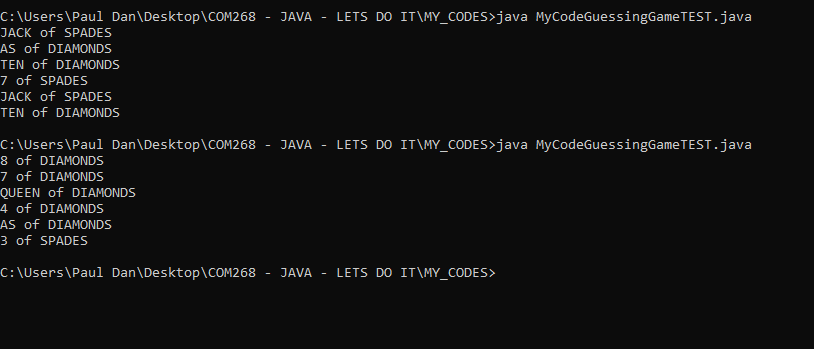 C:\Users\Paul Dan\Desktop\COM268 - JAVA - LETS DO IT\MY_CODES>java MyCodeGuessingGameTEST.java
JACK of SPADES
AS of DIAMONDS
TEN of DIAMONDS
7 of SPADES
JACK of SPADES
TEN of DIAMONDS
C:\Users\Paul Dan\Desktop\COM268 - JAVA - LETS DO IT\MY_CODES>java MyCodeGuessingGameTEST.java
8 of DIAMONDS
7 of DIAMONDS
QUEEN of DIAMONDS
4 of DIAMONDS
AS of DIAMONDS
3 of SPADES
C:\Users\Paul Dan\Desktop\COM268 - JAVA - LETS DO IT\MY_CODES>